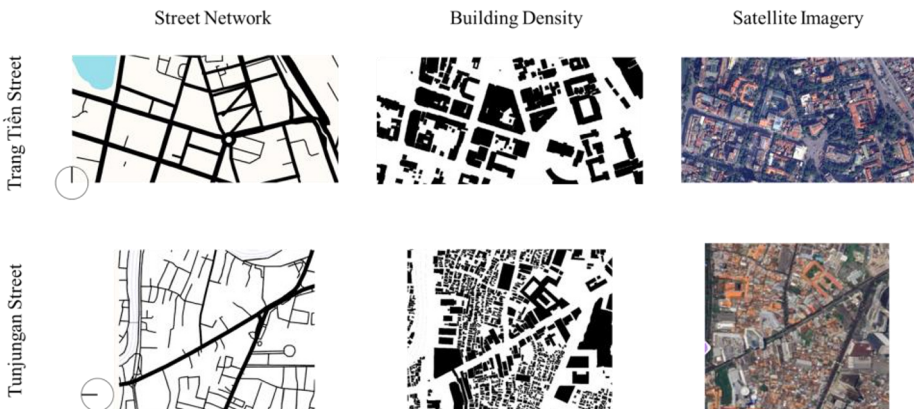 Street Network
Building Density
Satellite Imagery
Trang Tiền Street
Tunjungan Street